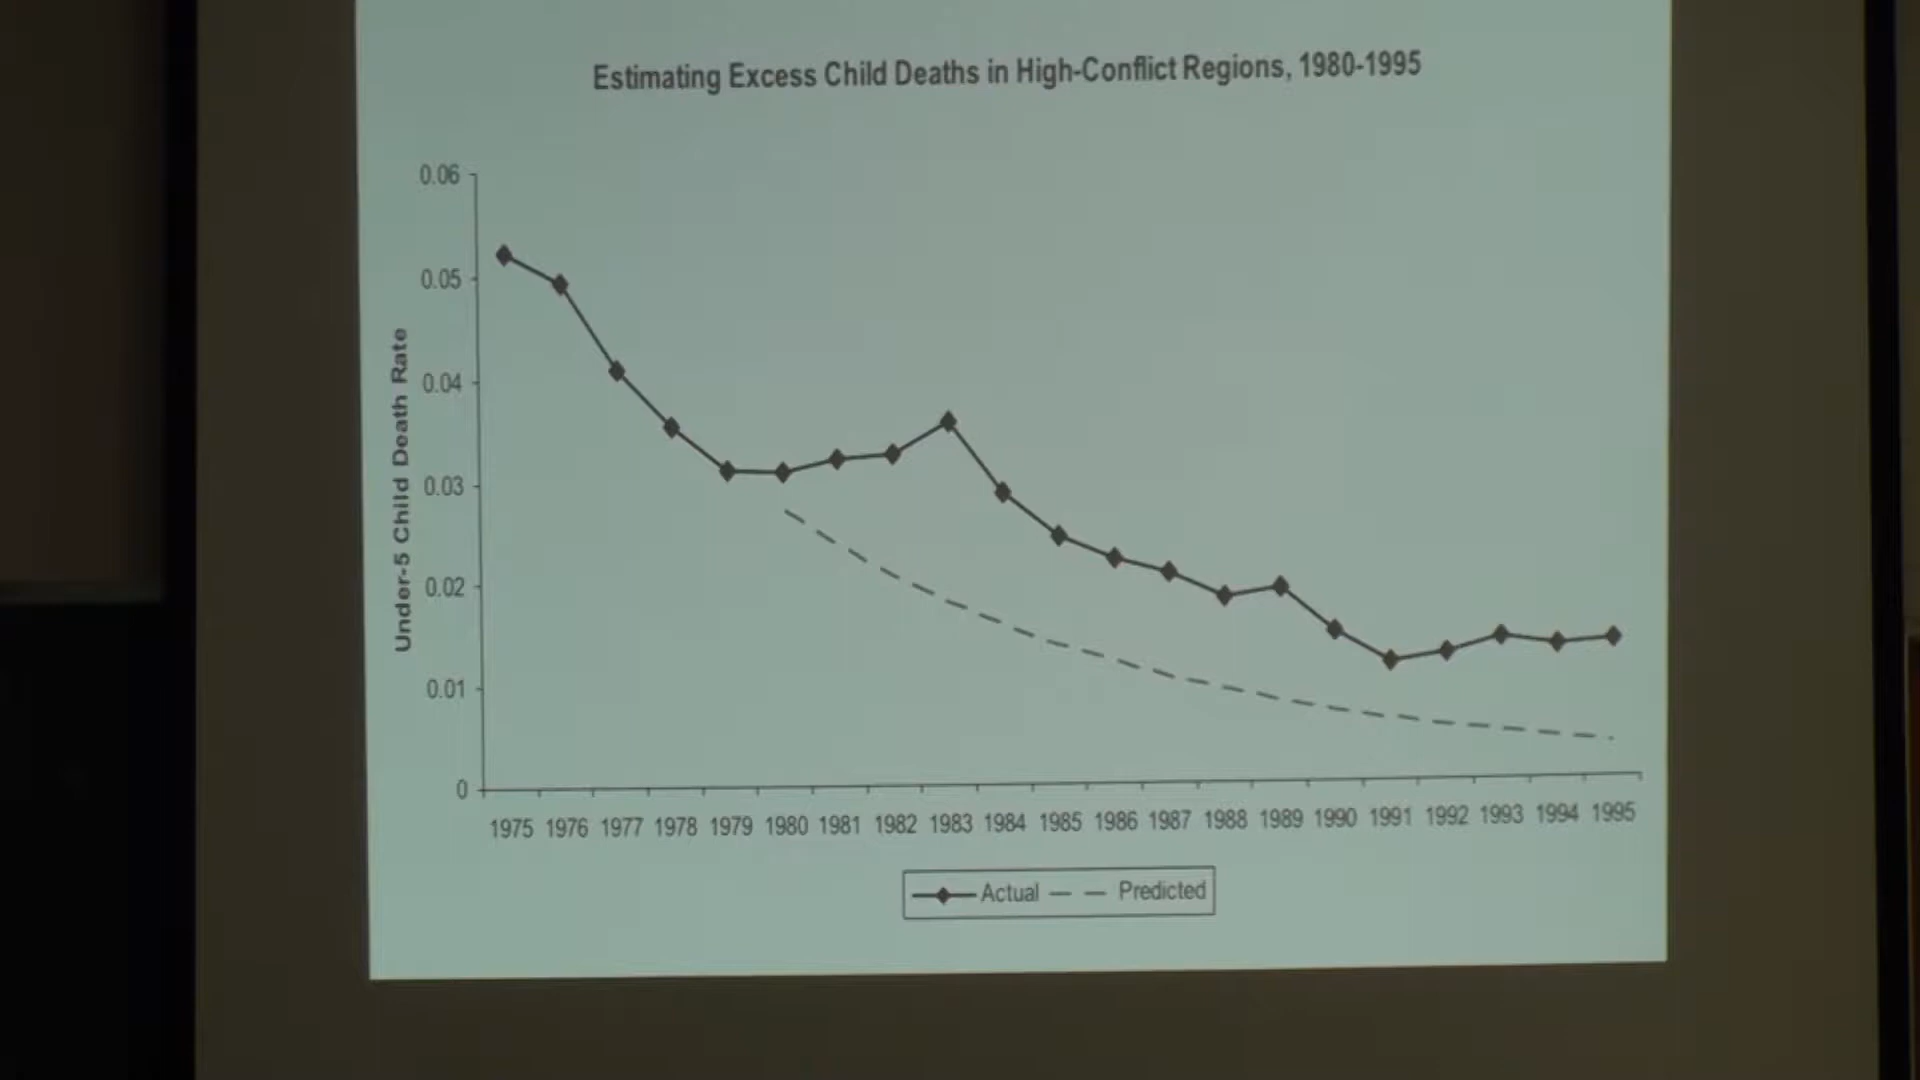 Estimating Excess Child Deaths in High-Conflict Regions, 1980-1995
Under-5 Child Death Rate
0.06
0.05
0.04
0.03
0.02
0.01
0
1975 1976 1977 1978 1979 1980 1981 1982 1983 1984 1985 1986 1987 1988 1989 1990 1991 1992 1993 1994 1995
Actual Predicted